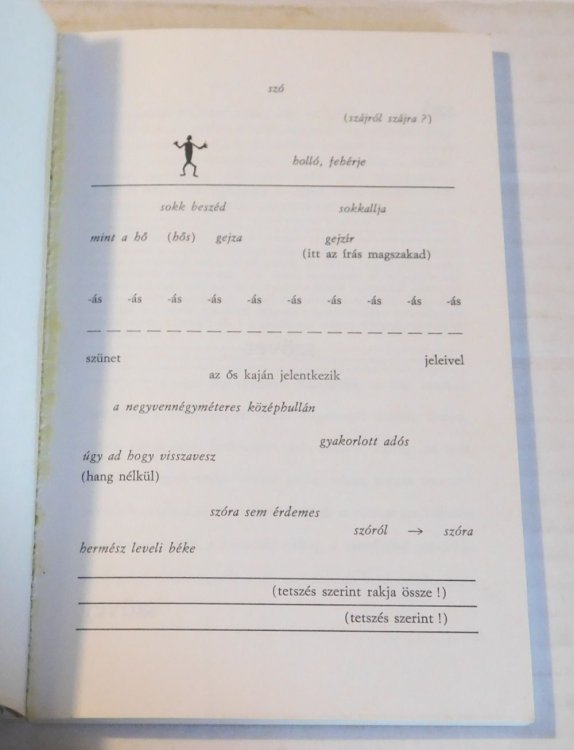 szó
(szájról szájra ?)
holló, fehérje
sokk beszéd sokkallja
mint a hő (hős) gejza gejzír
(itt az írás magszakad)
-ás -ás -ás -ás -ás -ás -ás -ás -ás -ás
szünet jeleivel
az ős kaján jelentkezik
a negyvennégyméteres középhullán
gyakorlott adós
úgy ad hogy visszavesz
(hang nélkül)
szóra sem érdemes
szóról → szóra
hermész leveli béke
(tetszés szerint rakja össze !)
(tetszés szerint !)